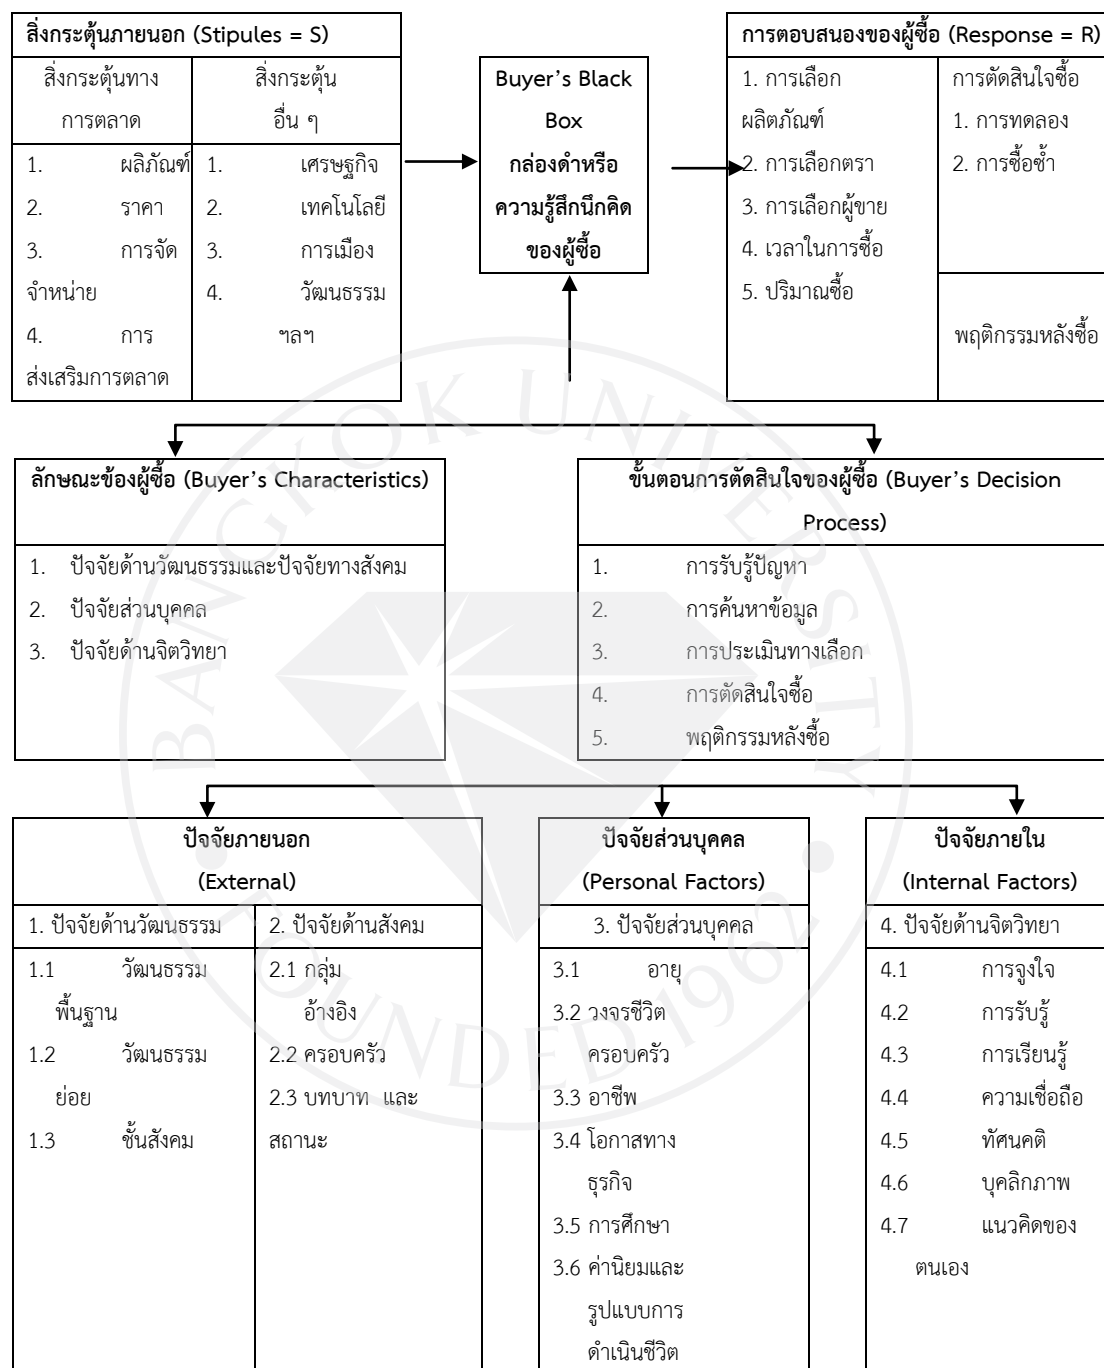 สิ่งกระตุ้นภายนอก (Stipules = S)
สิ่งกระตุ้นทาง
การตลาด
สิ่งกระตุ้น
อื่น ๆ
1. ผลิภัณฑ์
2. ราคา
3. การจัด
จำหน่าย
4. การ
ส่งเสริมการตลาด
1. เศรษฐกิจ
2. เทคโนโลยี
3. การเมือง
4. วัฒนธรรม
ฯลฯ
Buyer's Black
Box
กล่องดำหรือ
ความรู้สึกนึกคิด
ของผู้ซื้อ
การตอบสนองของผู้ซื้อ (Response = R)
1. การเลือก
ผลิตภัณฑ์
2. การเลือกตรา
3. การเลือกผู้ขาย
4. เวลาในการซื้อ
5. ปริมาณซื้อ
การตัดสินใจซื้อ
1. การทดลอง
2. การซื้อซ้ำ
พฤติกรรมหลังซื้อ
ลักษณะข้องผู้ซื้อ (Buyer's Characteristics)
1. ปัจจัยด้านวัฒนธรรมและปัจจัยทางสังคม
2. ปัจจัยส่วนบุคคล
3. ปัจจัยด้านจิตวิทยา
ขั้นตอนการตัดสินใจของผู้ซื้อ (Buyer's Decision
Process)
1. การรับรู้ปัญหา
2. การค้นหาข้อมูล
3. การประเมินทางเลือก
4. การตัดสินใจซื้อ
5. พฤติกรรมหลังซื้อ
ปัจจัยภายนอก
(External)
1. ปัจจัยด้านวัฒนธรรม
1.1 วัฒนธรรม
พื้นฐาน
1.2 วัฒนธรรม
ย่อย
1.3 ชั้นสังคม
2. ปัจจัยด้านสังคม
2.1 กลุ่ม
อ้างอิง
2.2 ครอบครัว
2.3 บทบาท และ
สถานะ
ปัจจัยส่วนบุคคล
(Personal Factors)
3. ปัจจัยส่วนบุคคล
3.1 อายุ
3.2 วงจรชีวิต
ครอบครัว
3.3 อาชีพ
3.4 โอกาสทาง
ธุรกิจ
3.5 การศึกษา
3.6 ค่านิยมและ
รูปแบบการ
ดำเนินชีวิต
ปัจจัยภายใน
(Internal Factors)
4. ปัจจัยด้านจิตวิทยา
4.1 การจูงใจ
4.2 การรับรู้
4.3 การเรียนรู้
4.4 ความเชื่อถือ
4.5 ทัศนคติ
4.6 บุคลิกภาพ
4.7 แนวคิดของ
ตนเอง
BANGKOK UNIVERSITY
FOUNDED 1962